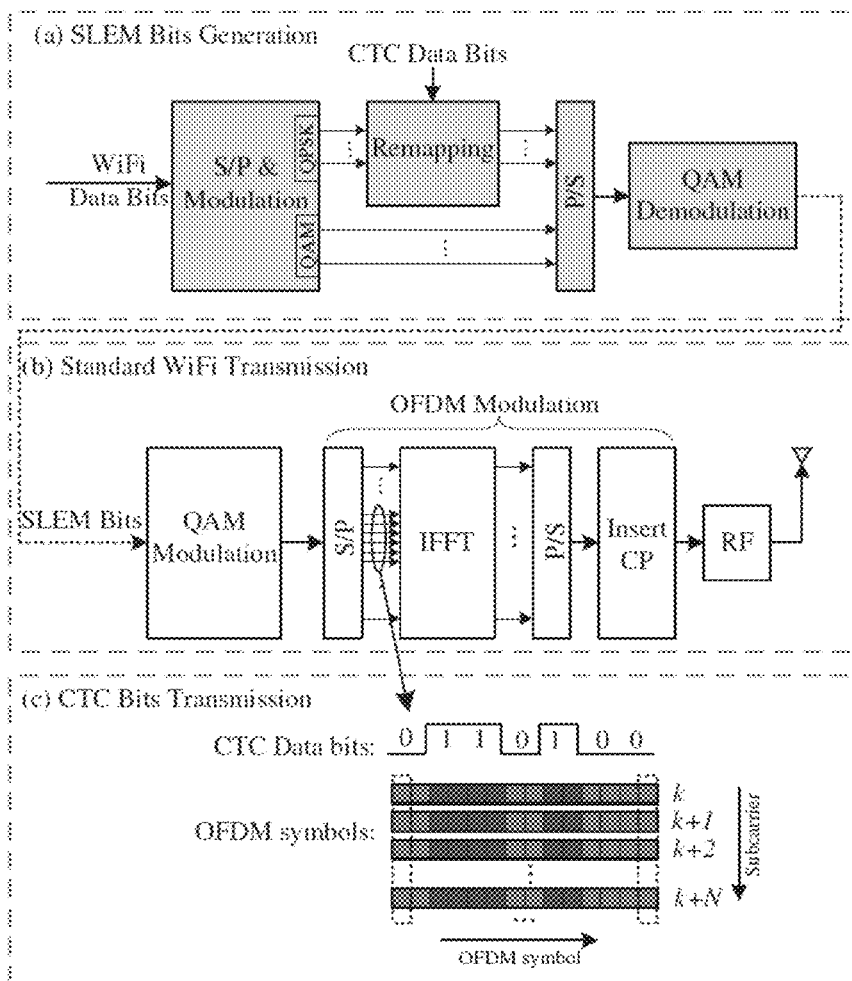 (a) SLEM Bits Generation
CTC Data Bits
WiFi
Data Bits
S/P &
Modulation
QPSK
QAM
Remapping
P/S
QAM
Demodulation
(b) Standard WiFi Transmission
OFDM Modulation
SLEM Bits
QAM
Modulation
S/P
IFFT
P/S
Insert
CP
RF
(c) CTC Bits Transmission
CTC Data bits: 0 1 1 0 1 0 0
OFDM symbols:
k
k+1
k+2
k+N
Subcarrier
OFDM symbol